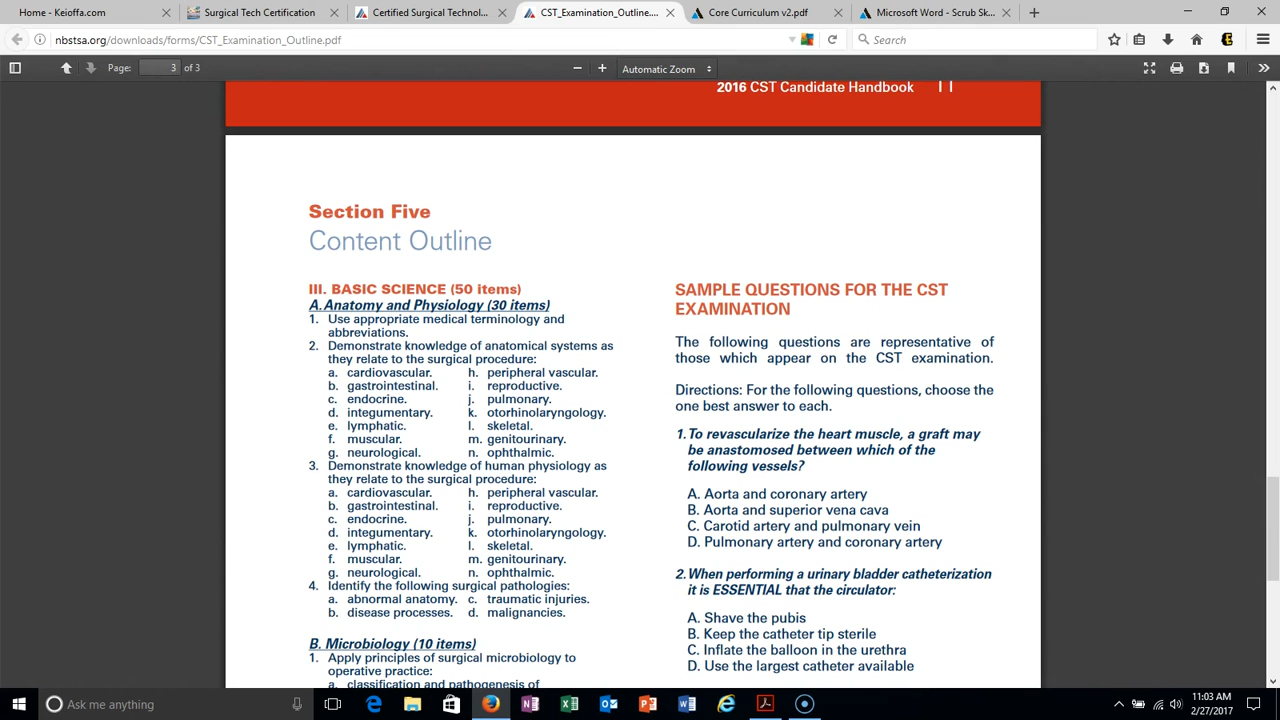 Home - Keioffa.com
Surgical Tech Certification
Certified Surgical Technol...
CST_Examination_Outline.p...
Core Curriculum v2.pdf
Microsoft Word - Scrub Sk...
nbstsa.org/downloads/forms/CST_Examination_Outline.pdf
Search
Page: 3 of 3
Automatic Zoom
2016 CST Candidate Handbook 11
Section Five
Content Outline
III. BASIC SCIENCE (50 items)
A. Anatomy and Physiology (30 items)
1. Use appropriate medical terminology and
abbreviations.
2. Demonstrate knowledge of anatomical systems as
they relate to the surgical procedure:
a. cardiovascular. h. peripheral vascular.
b. gastrointestinal. i. reproductive.
c. endocrine. j. pulmonary.
d. integumentary. k. otorhinolaryngology.
e. lymphatic. l. skeletal.
f. muscular. m. genitourinary.
g. neurological. n. ophthalmic.
3. Demonstrate knowledge of human physiology as
they relate to the surgical procedure:
a. cardiovascular. h. peripheral vascular.
b. gastrointestinal. i. reproductive.
c. endocrine. j. pulmonary.
d. integumentary. k. otorhinolaryngology.
e. lymphatic. l. skeletal.
f. muscular. m. genitourinary.
g. neurological. n. ophthalmic.
4. Identify the following surgical pathologies:
a. abnormal anatomy. c. traumatic injuries.
b. disease processes. d. malignancies.
B. Microbiology (10 items)
1. Apply principles of surgical microbiology to
operative practice:
a. classification and pathogenesis of
SAMPLE QUESTIONS FOR THE CST
EXAMINATION
The following questions are representative of
those which appear on the CST examination.
Directions: For the following questions, choose the
one best answer to each.
1. To revascularize the heart muscle, a graft may
be anastomosed between which of the
following vessels?
A. Aorta and coronary artery
B. Aorta and superior vena cava
C. Carotid artery and pulmonary vein
D. Pulmonary artery and coronary artery
2. When performing a urinary bladder catheterization
it is ESSENTIAL that the circulator:
A. Shave the pubis
B. Keep the catheter tip sterile
C. Inflate the balloon in the urethra
D. Use the largest catheter available
Ask me anything
11:03 AM
2/27/2017